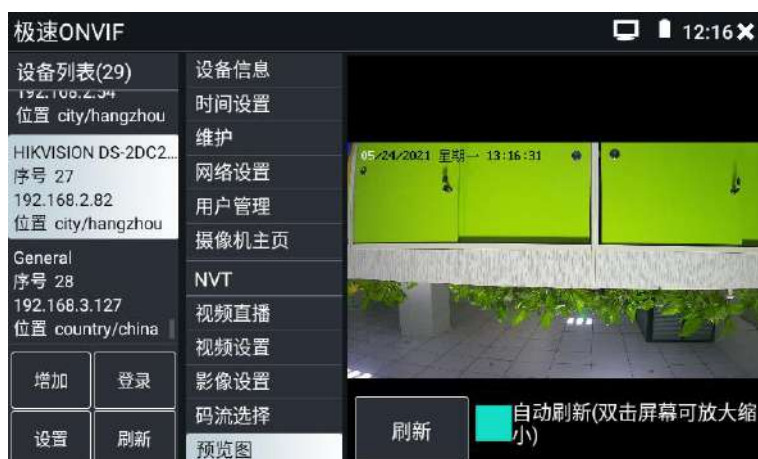 极速ONVIF
12:16
设备列表(29)
192.168.2.54
位置 city/hangzhou
HIKVISION DS-2DC2...
序号 27
192.168.2.82
位置 city/hangzhou
General
序号 28
192.168.3.127
位置 country/china
增加
登录
设置
刷新
设备信息
时间设置
维护
网络设置
用户管理
摄像机主页
NVT
视频直播
视频设置
影像设置
码流选择
预览图
05/24/2021 星期一 13:16:31
刷新
自动刷新(双击屏幕可放大缩
小)